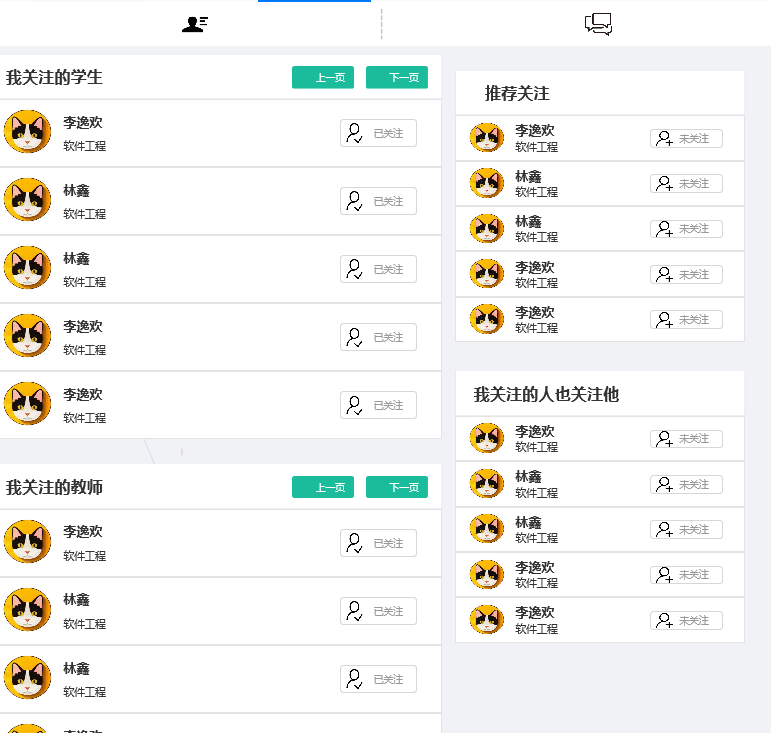 我关注的学生
上一页
下一页
李逸欢
软件工程
已关注
林鑫
软件工程
已关注
林鑫
软件工程
已关注
李逸欢
软件工程
已关注
李逸欢
软件工程
已关注
我关注的教师
上一页
下一页
李逸欢
软件工程
已关注
林鑫
软件工程
已关注
林鑫
软件工程
已关注
推荐关注
李逸欢
软件工程
未关注
林鑫
软件工程
未关注
林鑫
软件工程
未关注
李逸欢
软件工程
未关注
李逸欢
软件工程
未关注
我关注的人也关注他
李逸欢
软件工程
未关注
林鑫
软件工程
未关注
林鑫
软件工程
未关注
李逸欢
软件工程
未关注
李逸欢
软件工程
未关注